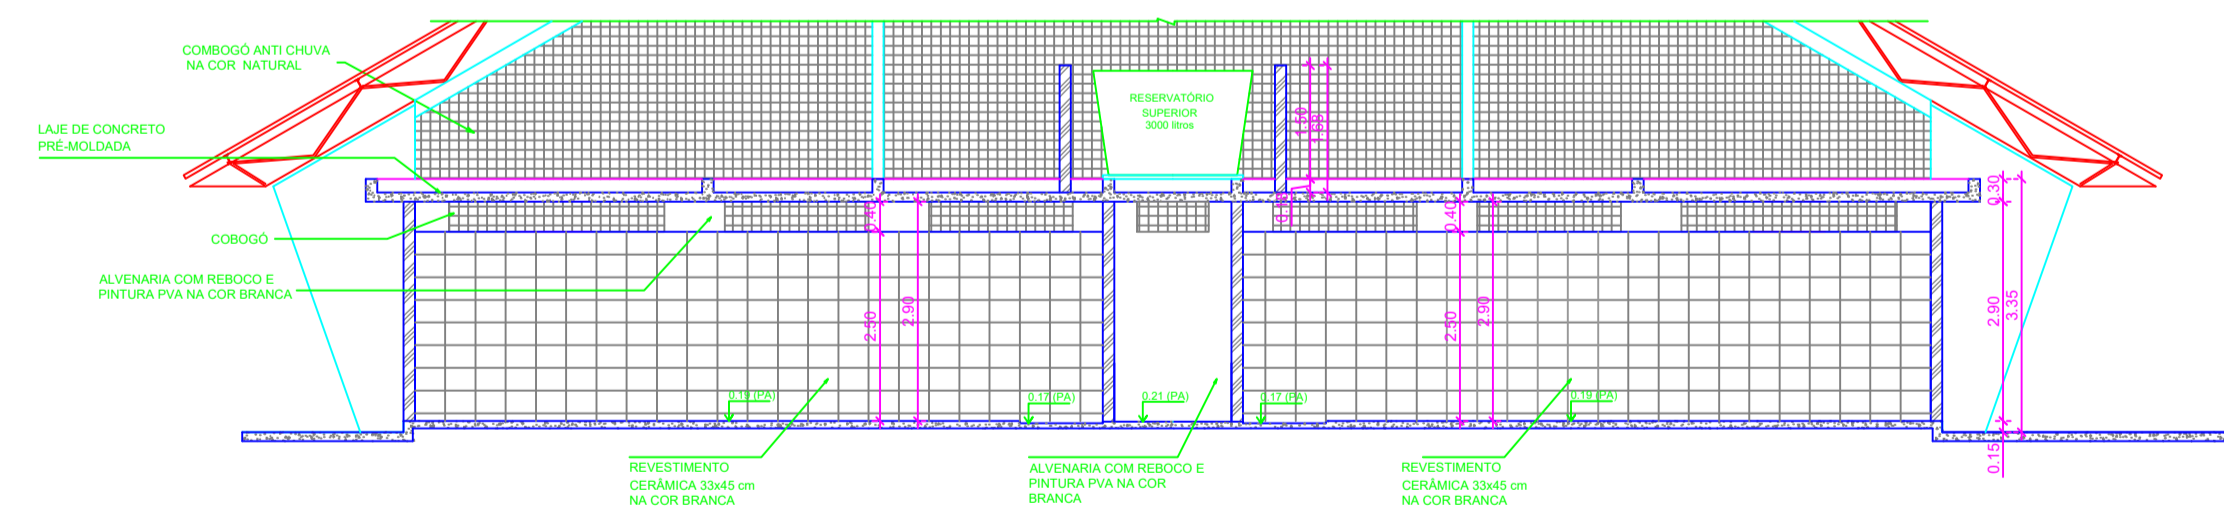 COMBOGÓ ANTI CHUVA
NA COR NATURAL
LAJE DE CONCRETO
PRÉ-MOLDADA
COBOGÓ
ALVENARIA COM REBOCO E
PINTURA PVA NA COR BRANCA
RESERVATÓRIO
SUPERIOR
3000 litros
1.50
1.68
0.40
2.50
2.90
0.40
2.50
2.90
0.30
2.90
3.35
0.15
0.19 (PA)
0.17 (PA)
0.21 (PA)
0.17 (PA)
0.19 (PA)
REVESTIMENTO
CERÂMICA 33x45 cm
NA COR BRANCA
ALVENARIA COM REBOCO E
PINTURA PVA NA COR
BRANCA
REVESTIMENTO
CERÂMICA 33x45 cm
NA COR BRANCA